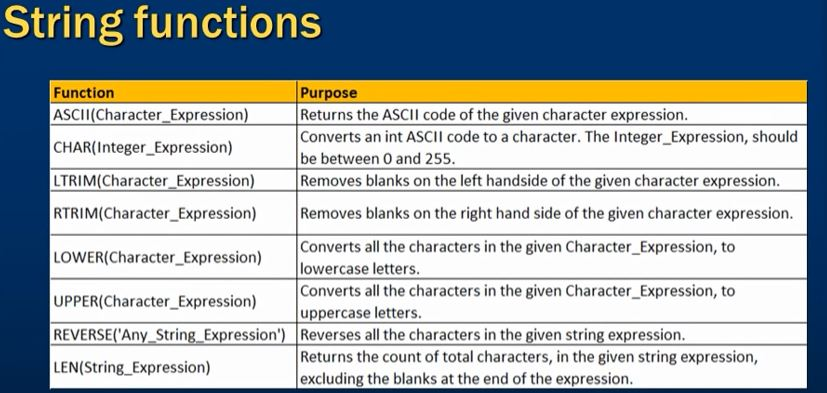 String functions
Function Purpose
ASCII(Character_Expression) Returns the ASCII code of the given character expression.
CHAR(Integer_Expression) Converts an int ASCII code to a character. The Integer_Expression, should
be between 0 and 255.
LTRIM(Character_Expression) Removes blanks on the left handside of the given character expression.
RTRIM(Character_Expression) Removes blanks on the right hand side of the given character expression.
LOWER(Character_Expression) Converts all the characters in the given Character_Expression, to
lowercase letters.
UPPER(Character_Expression) Converts all the characters in the given Character_Expression, to
uppercase letters.
REVERSE('Any_String_Expression') Reverses all the characters in the given string expression.
LEN(String_Expression) Returns the count of total characters, in the given string expression,
excluding the blanks at the end of the expression.